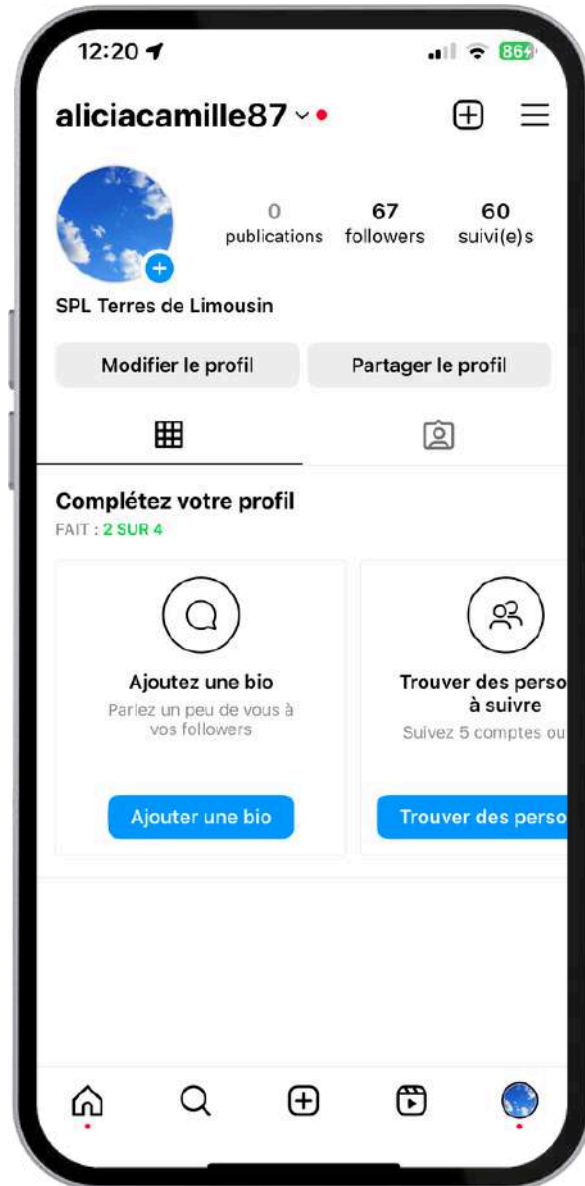 12:20
86
aliciacamille87
0 67 60
publications followers suivi(e)s
SPL Terres de Limousin
Modifier le profil Partager le profil
Complétez votre profil
FAIT : 2 SUR 4
Ajoutez une bio
Parlez un peu de vous à
vos followers
Ajouter une bio
Trouver des perso
à suivre
Suivez 5 comptes ou
Trouver des perso